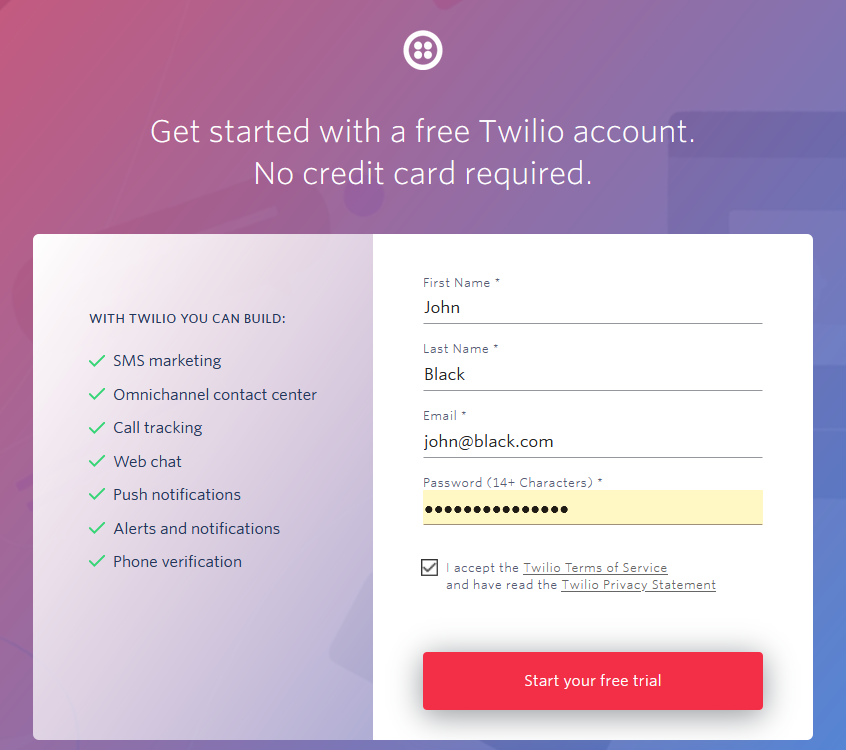 Get started with a free Twilio account.
No credit card required.
WITH TWILIO YOU CAN BUILD:
SMS marketing
Omnichannel contact center
Call tracking
Web chat
Push notifications
Alerts and notifications
Phone verification
First Name *
John
Last Name *
Black
Email *
john@black.com
Password (14+ Characters) *
•••••••••••••••
I accept the Twilio Terms of Service
and have read the Twilio Privacy Statement
Start your free trial